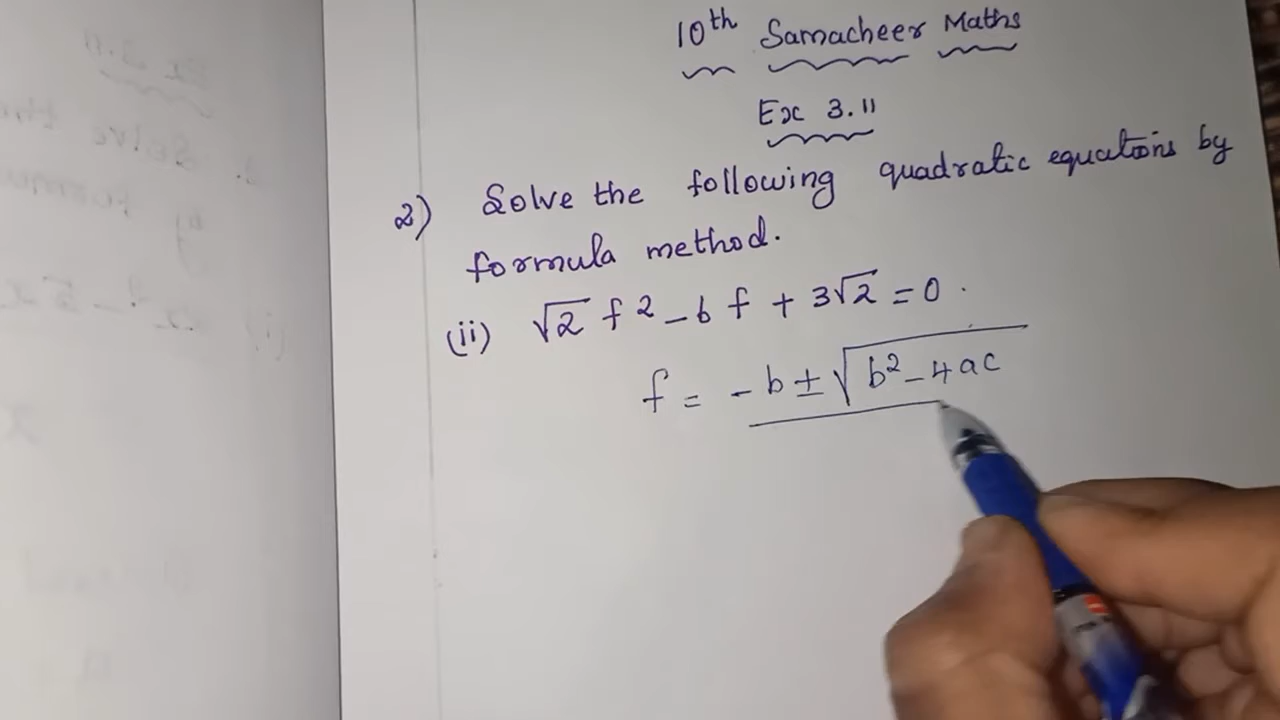 10th Samacheer Maths
Ex 3.11
2) Solve the following quadratic equations by
formula method.
(ii) √2 f² - 6 f + 3√2 = 0.
f = -b ± √b² - 4ac